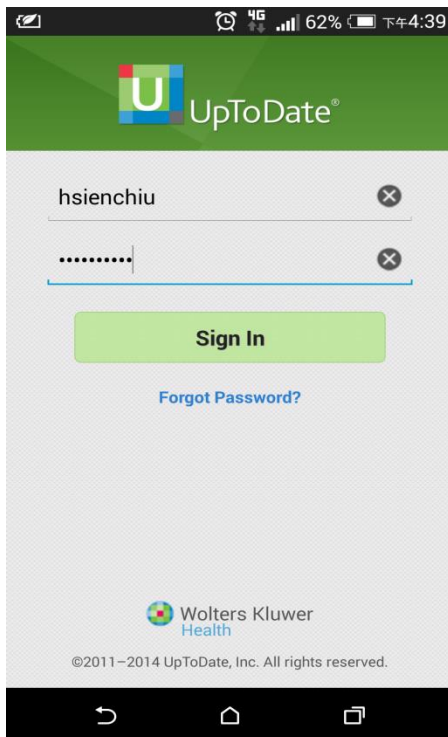 4G 62% 下午4:39
U UpToDate®
hsienchiu
••••••••••
Sign In
Forgot Password?
Wolters Kluwer
Health
©2011–2014 UpToDate, Inc. All rights reserved.